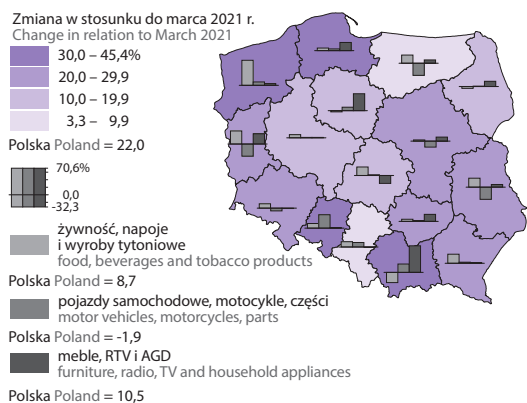 Zmiana w stosunku do marca 2021 r.
Change in relation to March 2021
30,0 – 45,4%
20,0 – 29,9
10,0 – 19,9
3,3 – 9,9
Polska Poland = 22,0
70,6%
0,0
-32,3
żywność, napoje
i wyroby tytoniowe
food, beverages and tobacco products
Polska Poland = 8,7
pojazdy samochodowe, motocykle, części
motor vehicles, motorcycles, parts
Polska Poland = -1,9
meble, RTV i AGD
furniture, radio, TV and household appliances
Polska Poland = 10,5